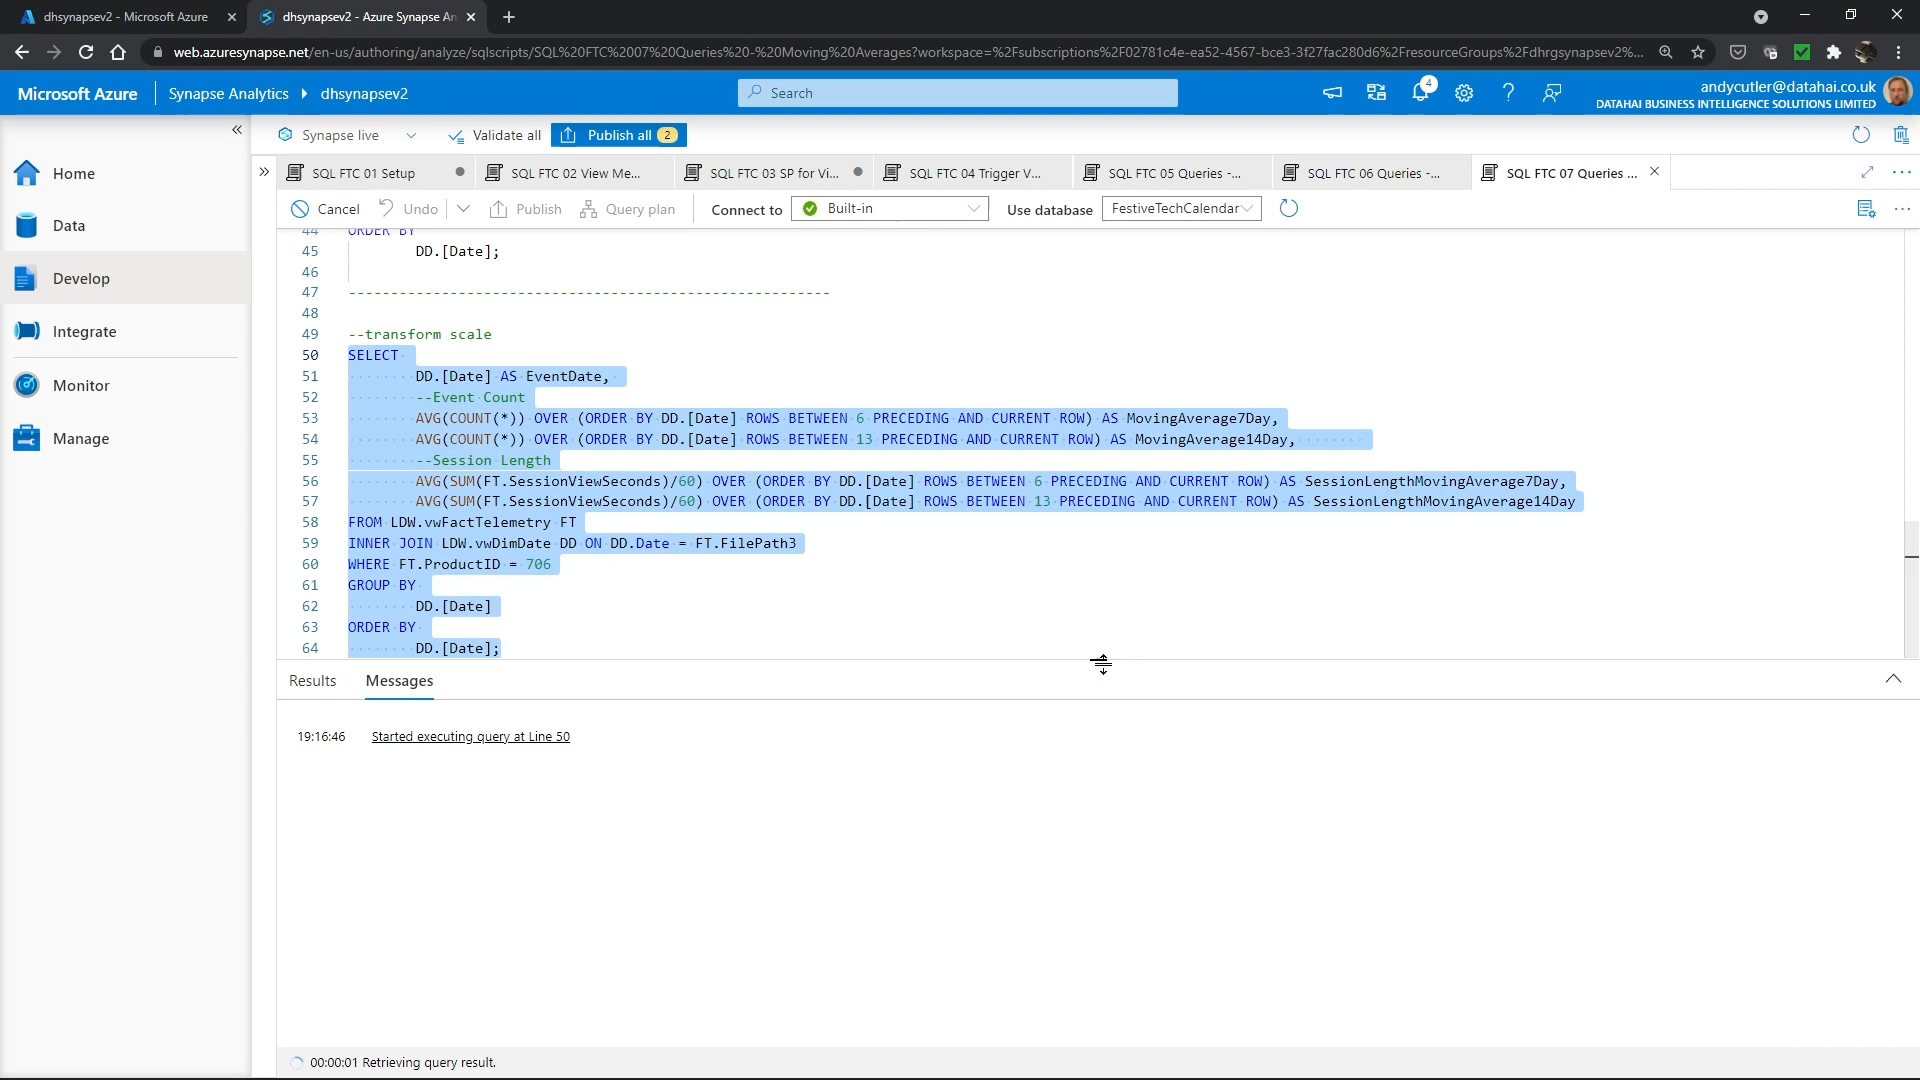 dhsynapsev2 - Microsoft Azure
dhsynapsev2 - Azure Synapse An
web.azuresynapse.net/en-us/authoring/analyze/sqlscripts/SQL%20FTC%2007%20Queries%20-%20Moving%20Averages?workspace=%2Fsubscriptions%2F02781c4e-ea52-4567-bce3-3f27fac280d6%2FresourceGroups%2Fdhrgsynapsev2%...
Microsoft Azure
Synapse Analytics
dhsynapsev2
Search
4
andycutler@datahai.co.uk
DATAHAI BUSINESS INTELLIGENCE SOLUTIONS LIMITED
Home
Data
Develop
Integrate
Monitor
Manage
Synapse live
Validate all
Publish all 2
SQL FTC 01 Setup
SQL FTC 02 View Me...
SQL FTC 03 SP for Vi...
SQL FTC 04 Trigger V...
SQL FTC 05 Queries -...
SQL FTC 06 Queries -...
SQL FTC 07 Queries ...
Cancel
Undo
Publish
Query plan
Connect to
Built-in
Use database
FestiveTechCalendar
44 ORDER BY
45 DD.[Date];
46
47 ---------------------------------------------------------
48
49 --transform scale
50 SELECT
51 DD.[Date] AS EventDate,
52 --Event Count
53 AVG(COUNT(*)) OVER (ORDER BY DD.[Date] ROWS BETWEEN 6 PRECEDING AND CURRENT ROW) AS MovingAverage7Day,
54 AVG(COUNT(*)) OVER (ORDER BY DD.[Date] ROWS BETWEEN 13 PRECEDING AND CURRENT ROW) AS MovingAverage14Day,
55 --Session Length
56 AVG(SUM(FT.SessionViewSeconds)/60) OVER (ORDER BY DD.[Date] ROWS BETWEEN 6 PRECEDING AND CURRENT ROW) AS SessionLengthMovingAverage7Day,
57 AVG(SUM(FT.SessionViewSeconds)/60) OVER (ORDER BY DD.[Date] ROWS BETWEEN 13 PRECEDING AND CURRENT ROW) AS SessionLengthMovingAverage14Day
58 FROM LDW.vwFactTelemetry FT
59 INNER JOIN LDW.vwDimDate DD ON DD.Date = FT.FilePath3
60 WHERE FT.ProductID = 706
61 GROUP BY
62 DD.[Date]
63 ORDER BY
64 DD.[Date];
Results
Messages
19:16:46 Started executing query at Line 50
00:00:01 Retrieving query result.